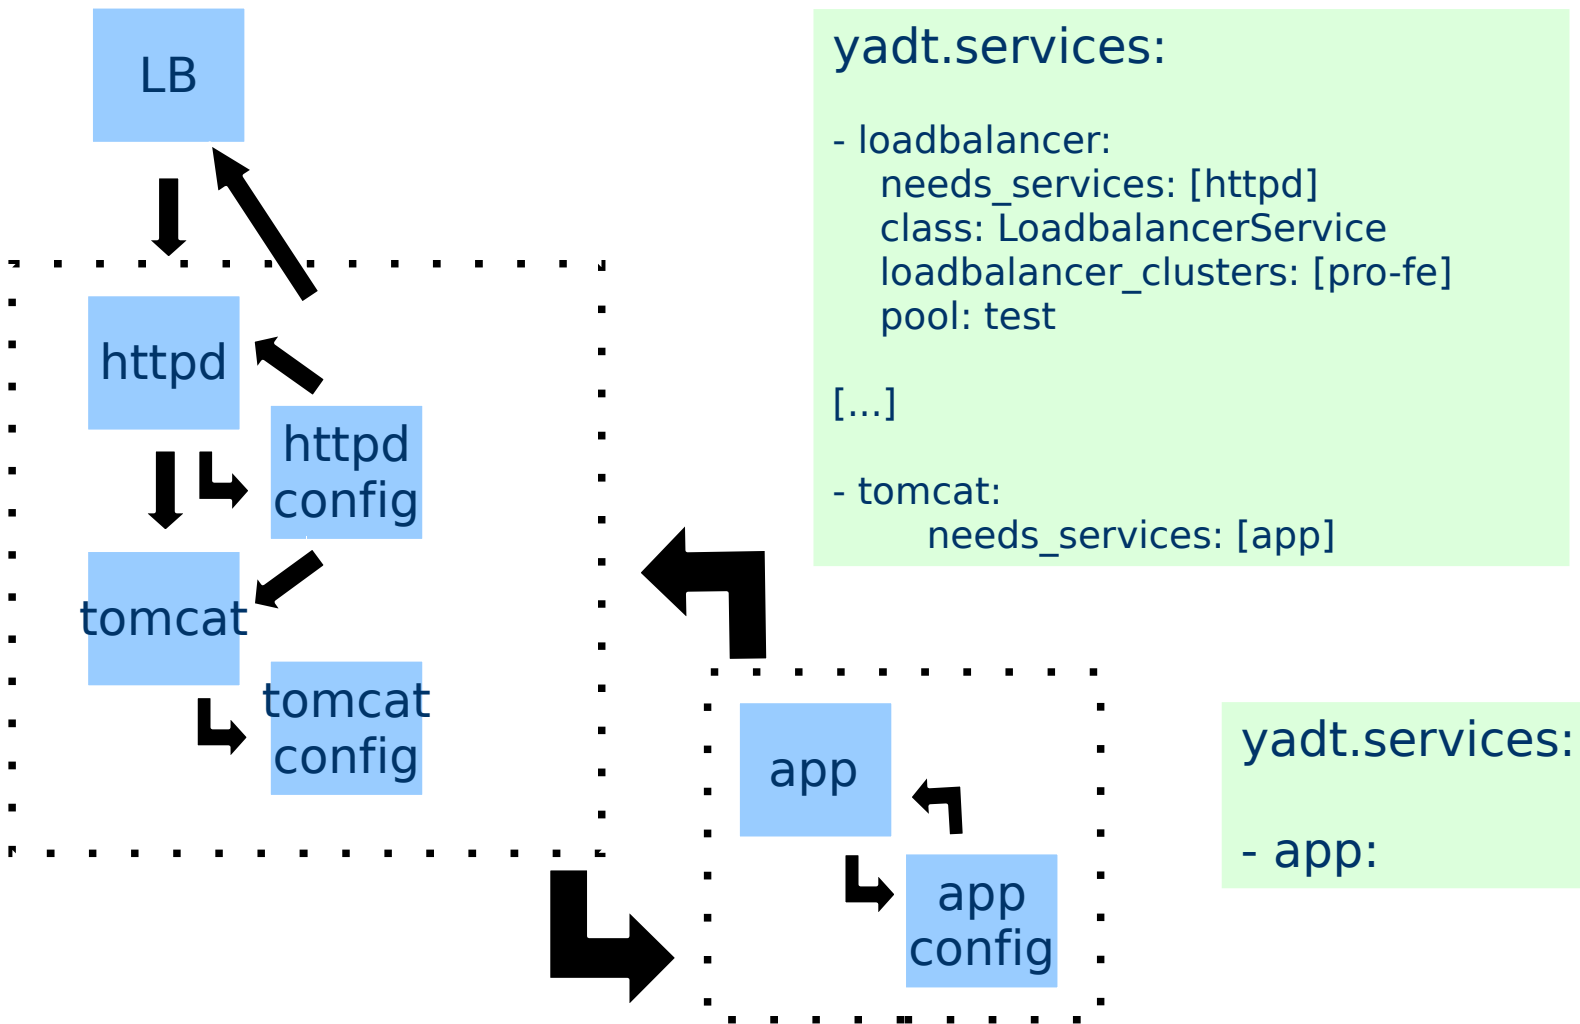 LB
httpd
httpd
config
tomcat
tomcat
config
yadt.services:
- loadbalancer:
needs_services: [httpd]
class: LoadbalancerService
loadbalancer_clusters: [pro-fe]
pool: test
[...]
- tomcat:
needs_services: [app]
app
app
config
yadt.services:
- app: